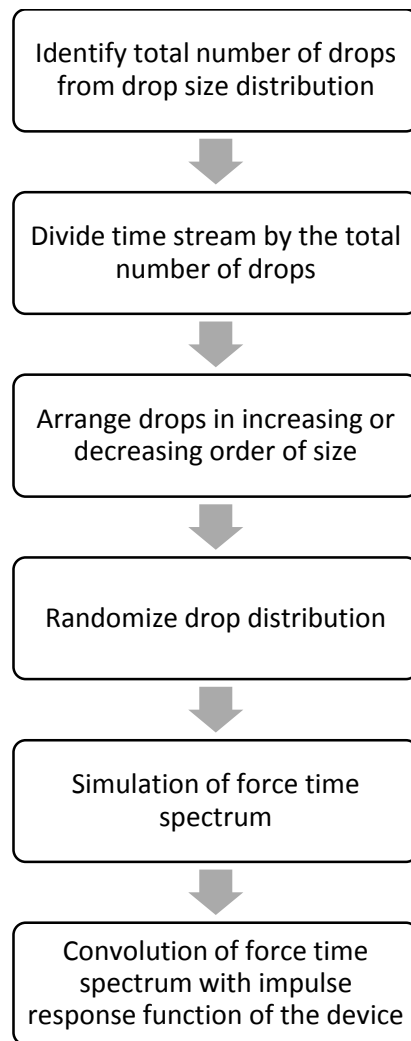 Identify total number of drops
from drop size distribution
Divide time stream by the total
number of drops
Arrange drops in increasing or
decreasing order of size
Randomize drop distribution
Simulation of force time
spectrum
Convolution of force time
spectrum with impulse
response function of the device